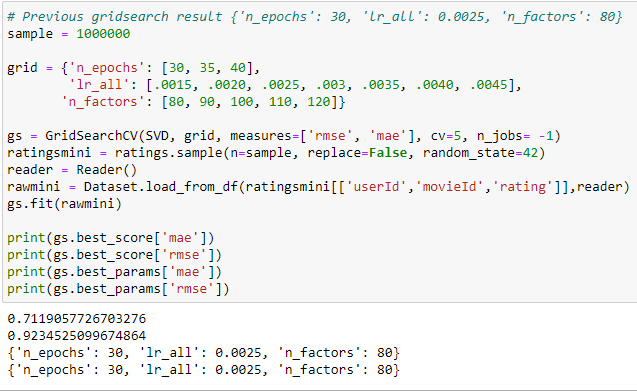 # Previous gridsearch result {'n_epochs': 30, 'lr_all': 0.0025, 'n_factors': 80}
sample = 1000000
grid = {'n_epochs': [30, 35, 40],
'lr_all': [.0015, .0020, .0025, .003, .0035, .0040, .0045],
'n_factors': [80, 90, 100, 110, 120]}
gs = GridSearchCV(SVD, grid, measures=['rmse', 'mae'], cv=5, n_jobs= -1)
ratingsmini = ratings.sample(n=sample, replace=False, random_state=42)
reader = Reader()
rawmini = Dataset.load_from_df(ratingsmini[['userId','movieId','rating']],reader)
gs.fit(rawmini)
print(gs.best_score['mae'])
print(gs.best_score['rmse'])
print(gs.best_params['mae'])
print(gs.best_params['rmse'])
0.7119057726703276
0.9234525099674864
{'n_epochs': 30, 'lr_all': 0.0025, 'n_factors': 80}
{'n_epochs': 30, 'lr_all': 0.0025, 'n_factors': 80}